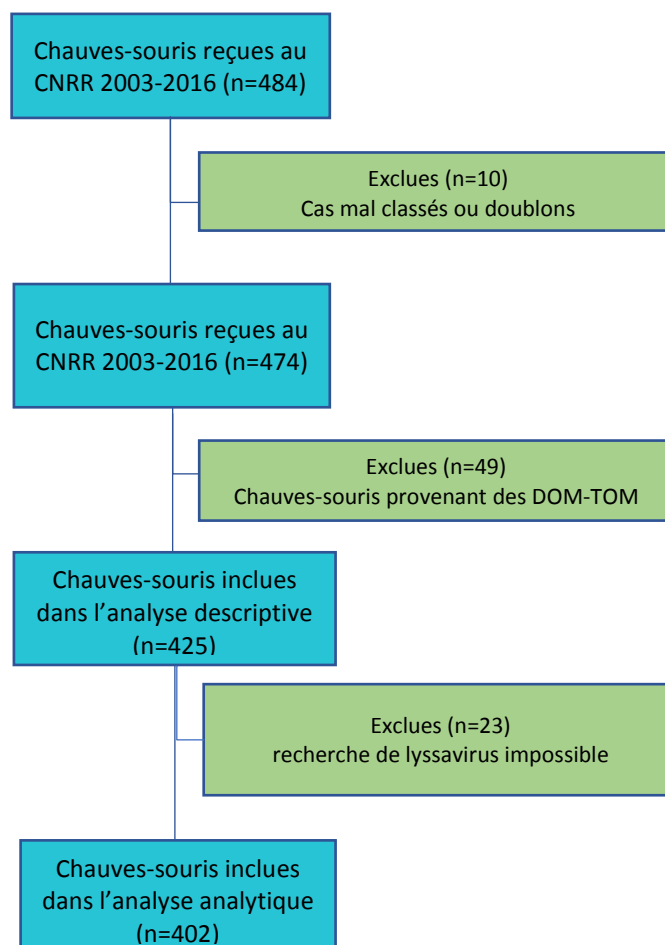 Chauves-souris reçues au
CNRR 2003-2016 (n=484)
Exclues (n=10)
Cas mal classés ou doublons
Chauves-souris reçues au
CNRR 2003-2016 (n=474)
Exclues (n=49)
Chauves-souris provenant des DOM-TOM
Chauves-souris inclues
dans l’analyse descriptive
(n=425)
Exclues (n=23)
recherche de lyssavirus impossible
Chauves-souris inclues
dans l’analyse analytique
(n=402)